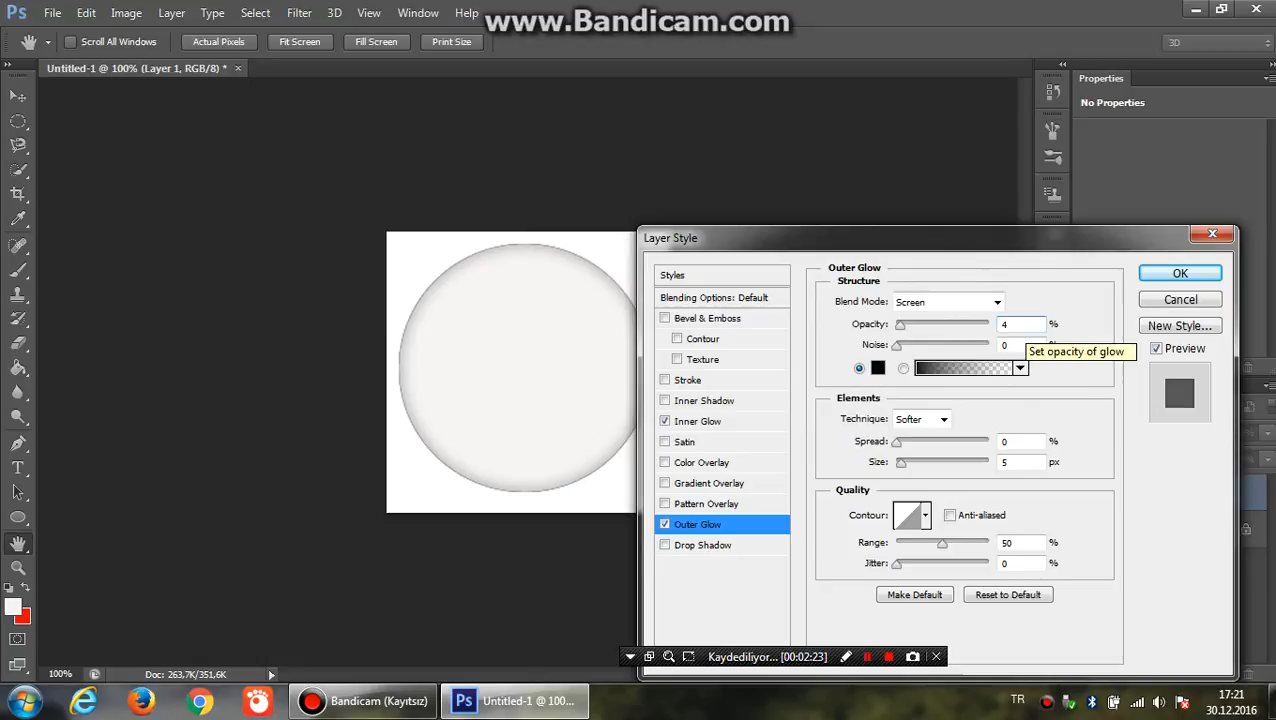 www.Bandicam.com
Ps File Edit Image Layer Type Select Filter 3D View Window Help
Scroll All Windows Actual Pixels Fit Screen Fill Screen Print Size 3D
Untitled-1 @ 100% (Layer 1, RGB/8) * ×
Properties
No Properties
Layer Style
Styles
Blending Options: Default
Bevel & Emboss
Contour
Texture
Stroke
Inner Shadow
Inner Glow
Satin
Color Overlay
Gradient Overlay
Pattern Overlay
Outer Glow
Drop Shadow
Outer Glow
Structure
Blend Mode: Screen
Opacity: 4 %
Noise: 0
Set opacity of glow
Elements
Technique: Softer
Spread: 0 %
Size: 5 px
Quality
Contour: Anti-aliased
Range: 50 %
Jitter: 0 %
Make Default Reset to Default
OK
Cancel
New Style...
Preview
Kaydediliyor... [00:02:23]
100% Doc: 263,7K/351,6K
Bandicam (Kayıtsız)
Ps Untitled-1 @ 100...
TR
17:21
30.12.2016